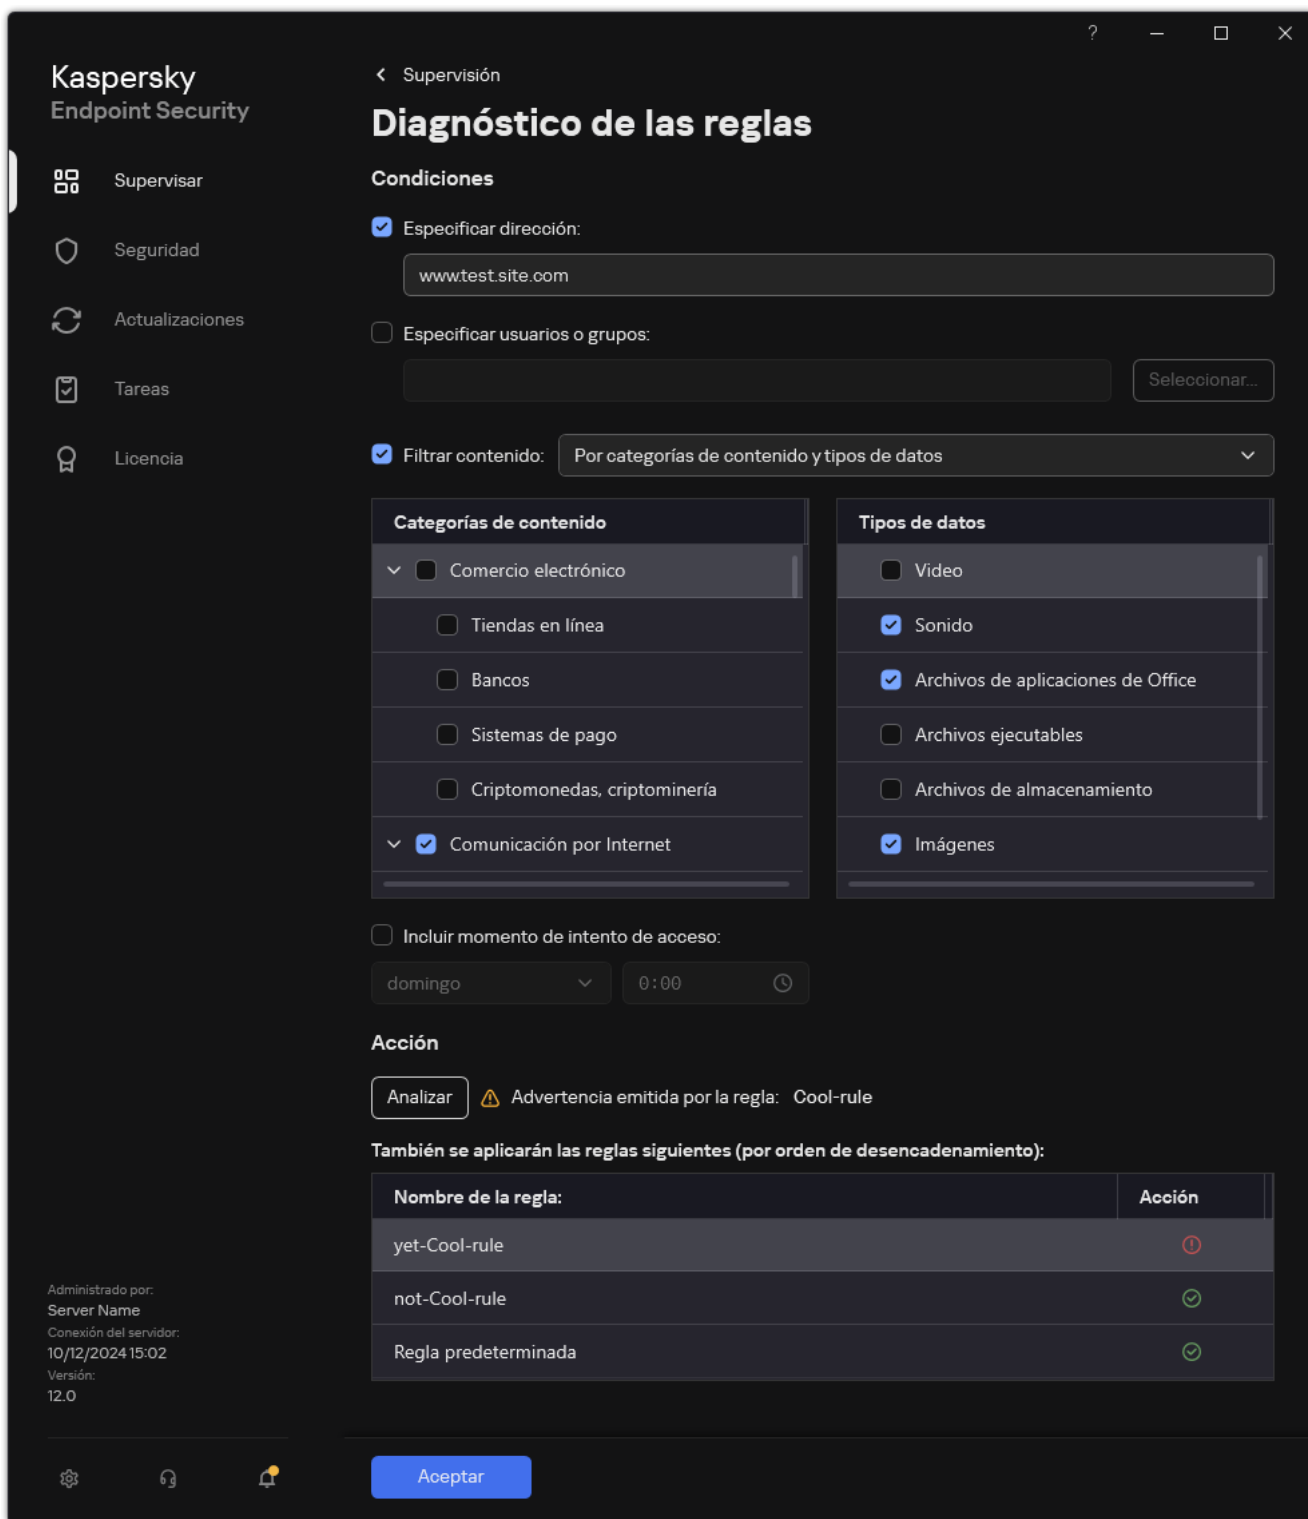 ?
Kaspersky
Endpoint Security
Supervisar
Seguridad
Actualizaciones
Tareas
Licencia
Administrado por:
Server Name
Conexión del servidor:
10/12/2024 15:02
Versión:
12.0
Supervisión
Diagnóstico de las reglas
Condiciones
Especificar dirección:
www.test.site.com
Especificar usuarios o grupos:
Seleccionar...
Filtrar contenido: Por categorías de contenido y tipos de datos
Categorías de contenido
Comercio electrónico
Tiendas en línea
Bancos
Sistemas de pago
Criptomonedas, criptominería
Comunicación por Internet
Tipos de datos
Video
Sonido
Archivos de aplicaciones de Office
Archivos ejecutables
Archivos de almacenamiento
Imágenes
Incluir momento de intento de acceso:
domingo 0:00
Acción
Analizar Advertencia emitida por la regla: Cool-rule
También se aplicarán las reglas siguientes (por orden de desencadenamiento):
Nombre de la regla: Acción
yet-Cool-rule
not-Cool-rule
Regla predeterminada
Aceptar